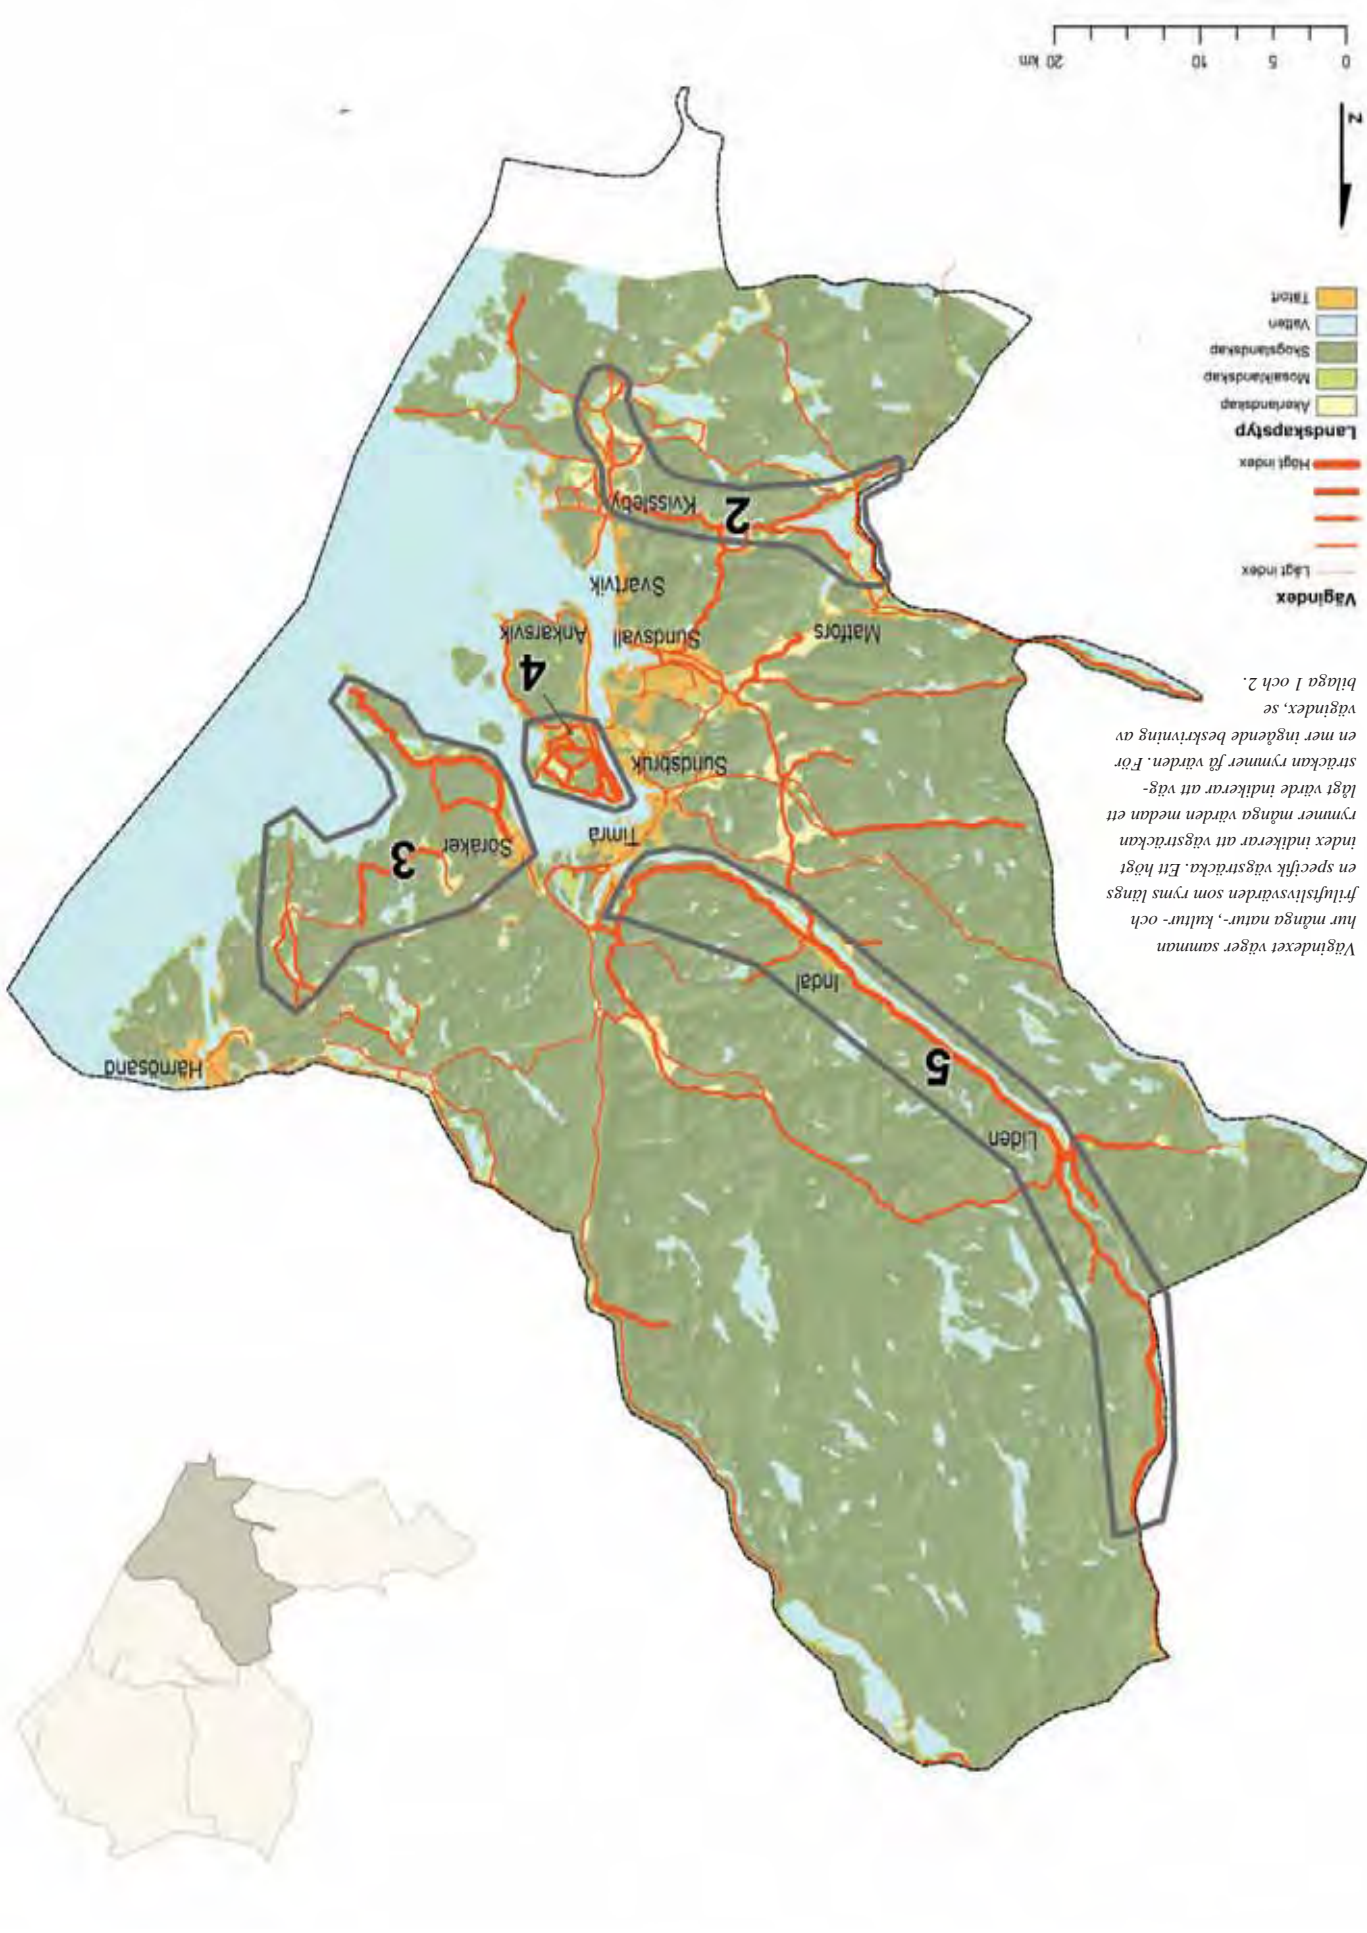 Vägindexet väger samman
hur många natur-, kultur- och
friluftslivsvärden som ryms längs
en specifik vägsträcka. Ett högt
index indikerar att vägsträckan
rymmer många värden medan ett
lågt värde indikerar att väg-
sträckan rymmer få värden. För
en mer ingående beskrivning av
vägindex, se
bilaga 1 och 2.
Vägindex
Lågt index
Högt index
Landskapstyp
Åkerlandskap
Mosaiklandskap
Skogslandskap
Vatten
Tätort
N
0 5 10 20 km
Liden
5
Indal
Härnösand
3
Söråker
Timrå
Sundsbruk
4
Ankarsvik
Sundsvall
Matfors
Svartvik
2
Kvissleby